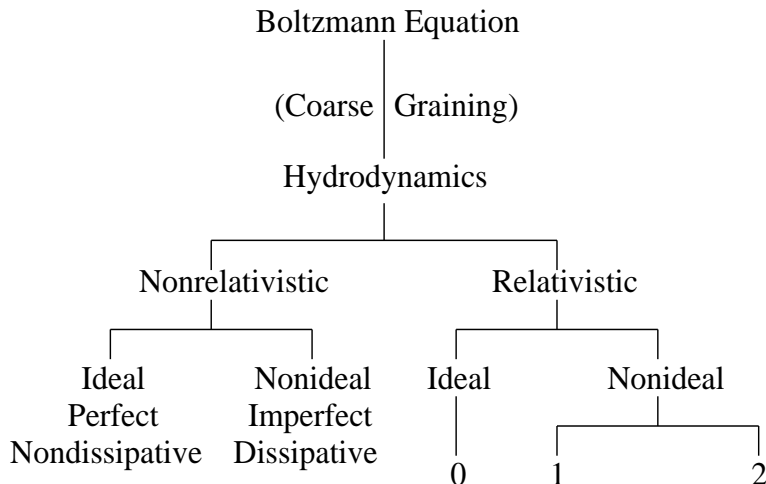 Boltzmann Equation
(Coarse Graining)
Hydrodynamics
Nonrelativistic Relativistic
Ideal Nonideal Ideal Nonideal
Perfect Imperfect
Nondissipative Dissipative
0 1 2